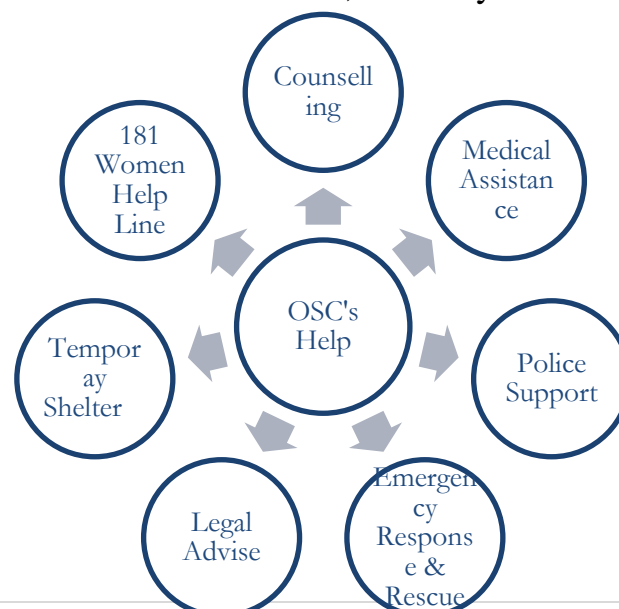 Counsell
ing
Medical
Assistan
ce
Police
Support
Emergen
cy
Respons
e &
Rescue
Legal
Advise
Tempor
ay
Shelter
181
Women
Help
Line
OSC's
Help